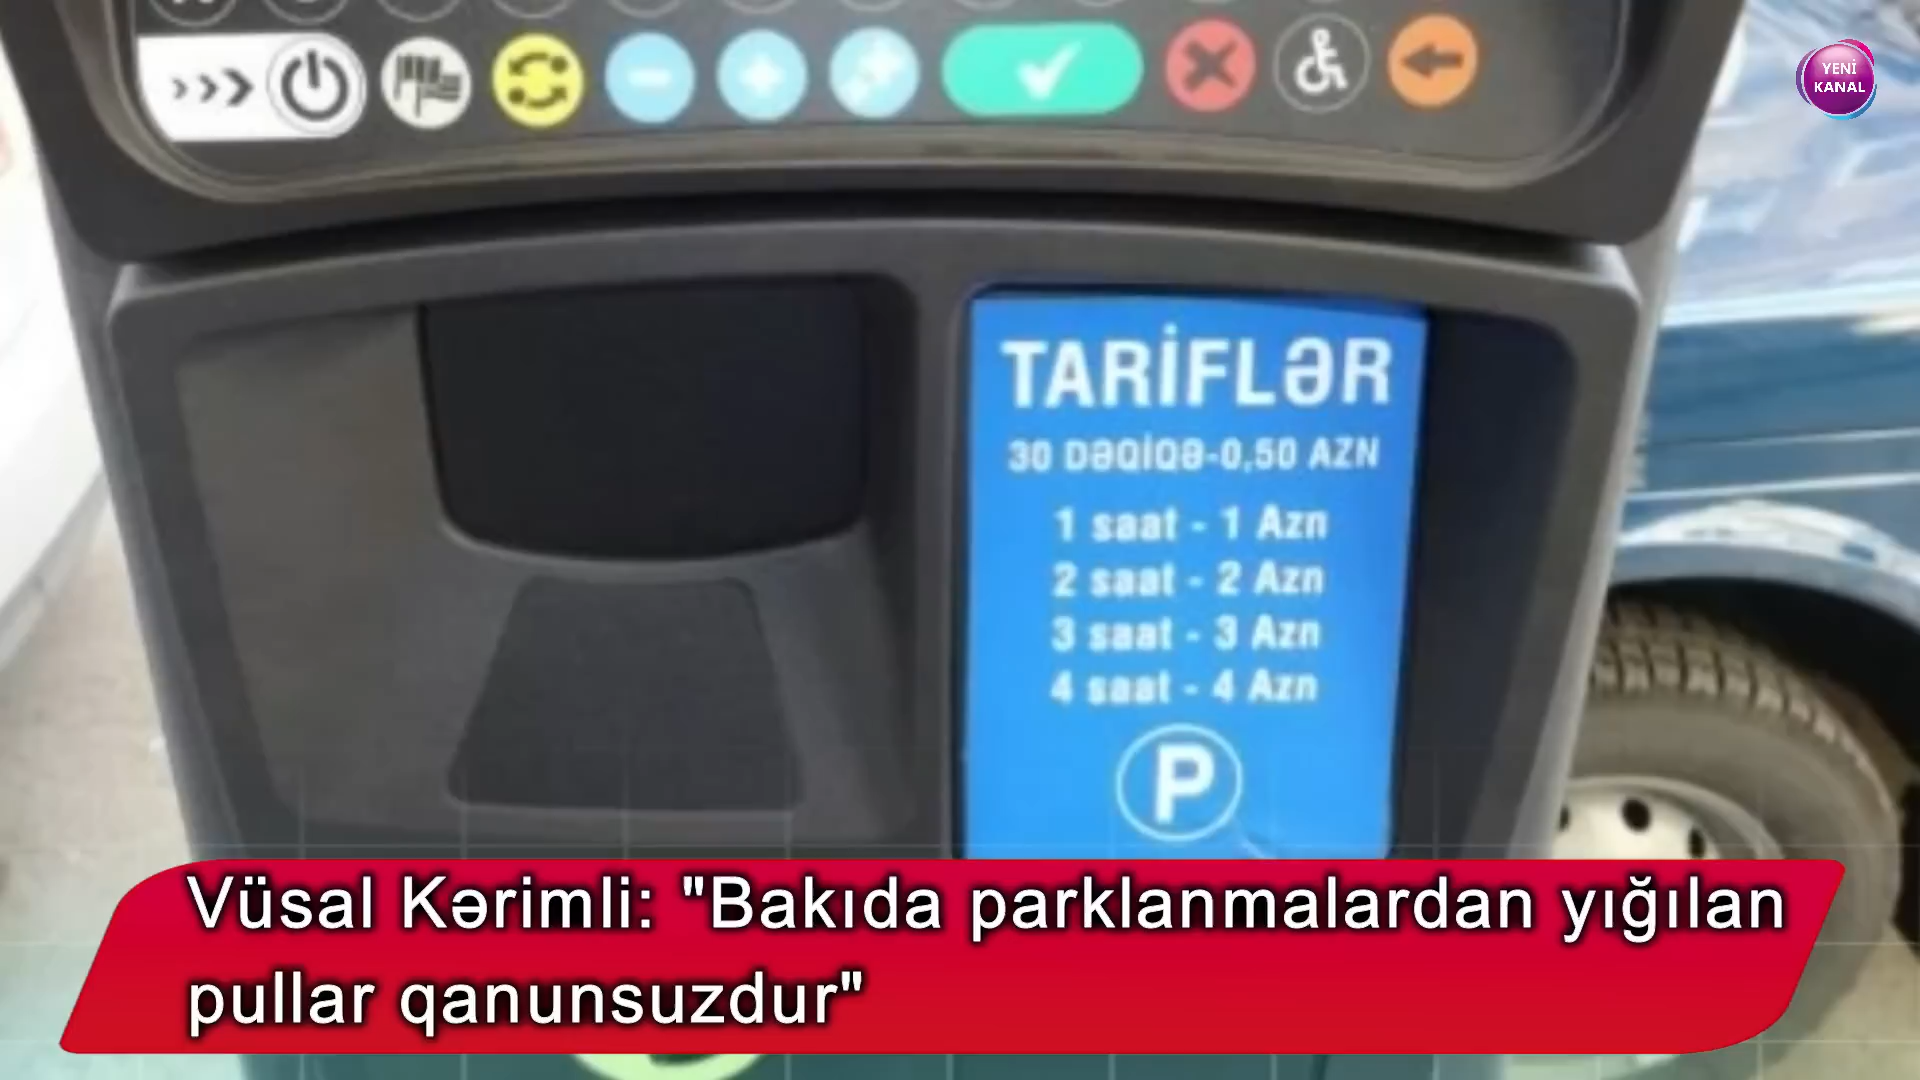 YENİ
KANAL
TARİFLƏR
30 DƏQİQƏ-0,50 AZN
1 saat - 1 Azn
2 saat - 2 Azn
3 saat - 3 Azn
4 saat - 4 Azn
P
Vüsal Kərimli: "Bakıda parklanmalardan yığılan
pullar qanunsuzdur"